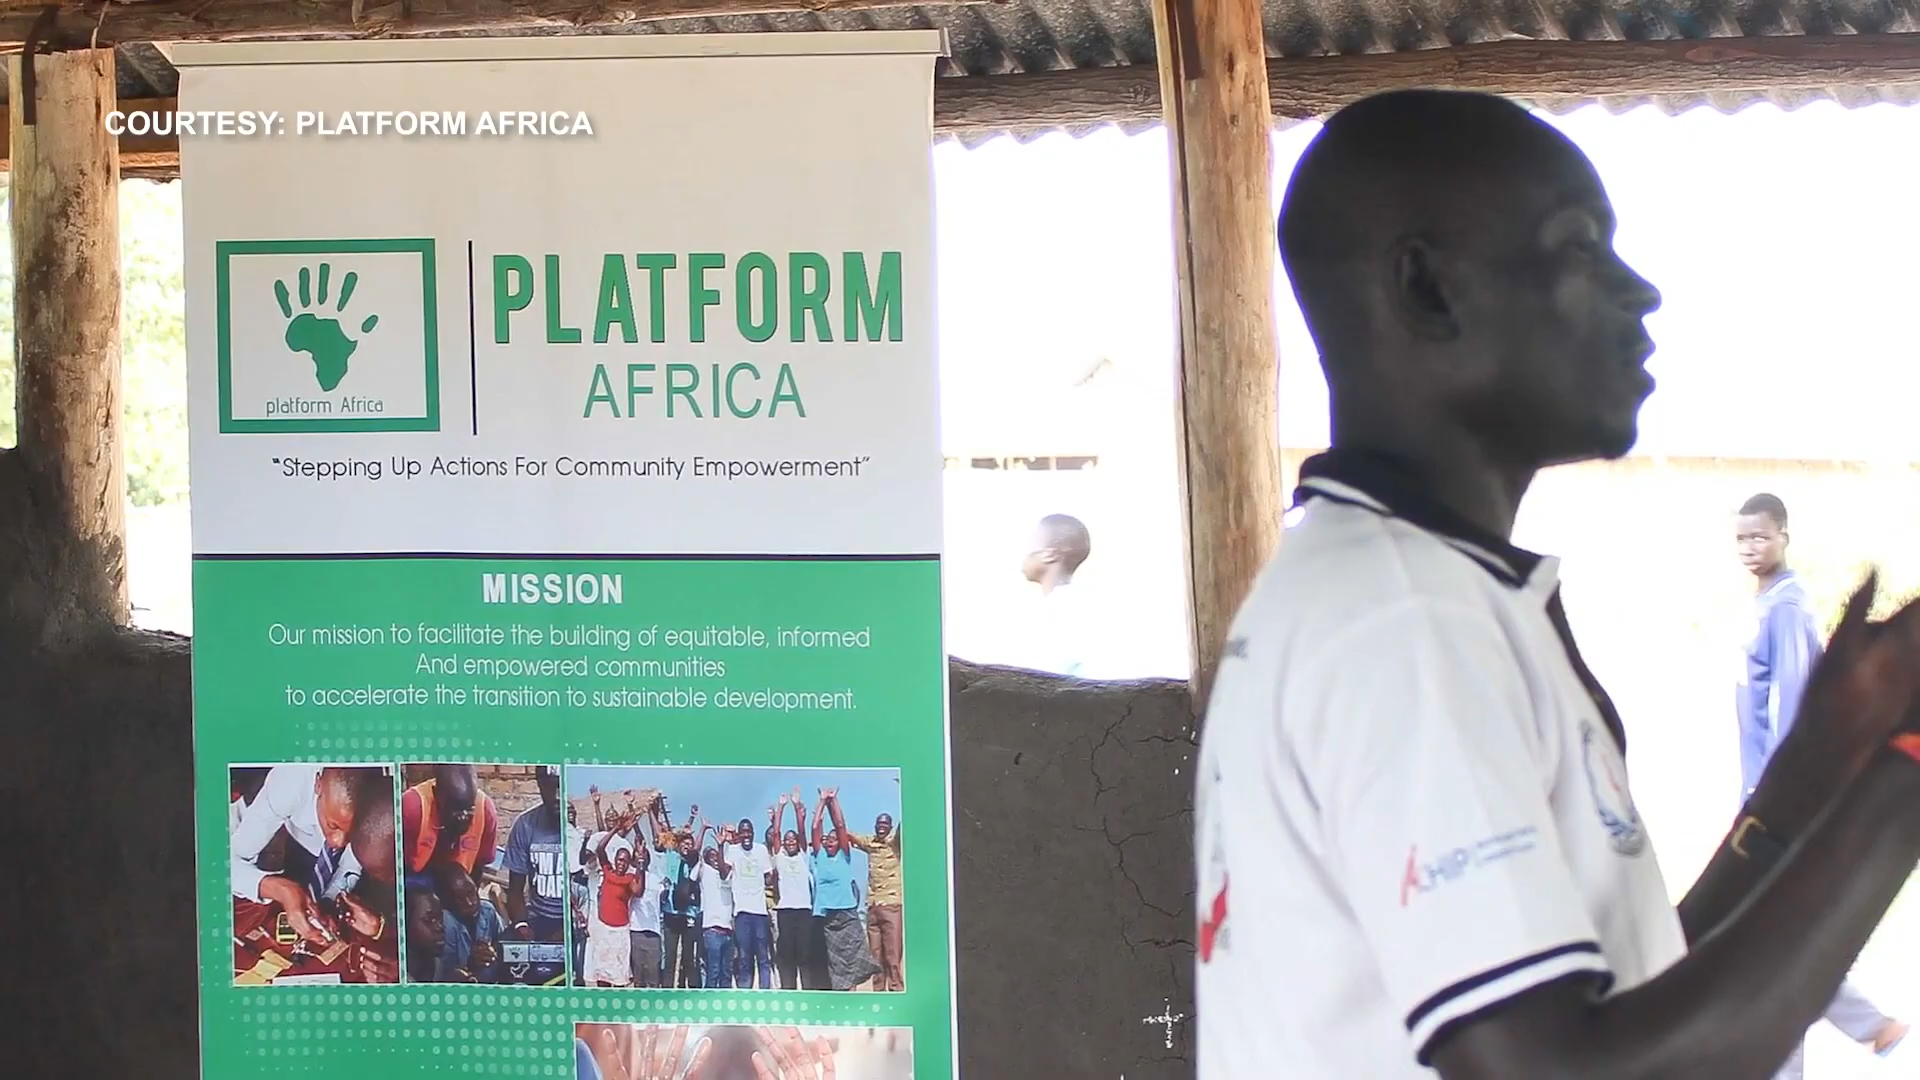 COURTESY: PLATFORM AFRICA
PLATFORM
AFRICA
platform Africa
"Stepping Up Actions For Community Empowerment"
MISSION
Our mission to facilitate the building of equitable, informed
And empowered communities
to accelerate the transition to sustainable development.